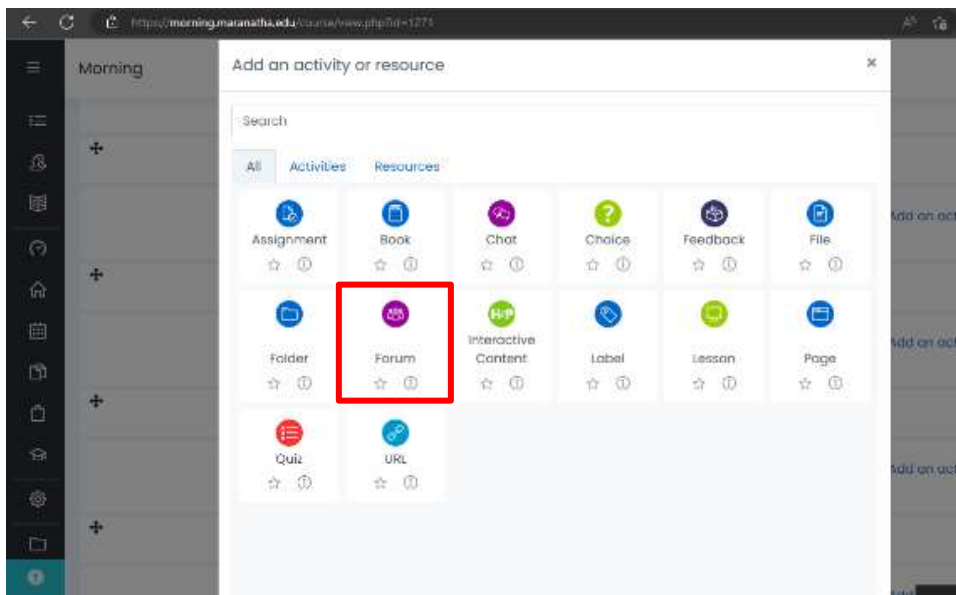 https://morning.maranatha.edu/course/view.php?id=1271
Morning
Add an activity or resource
Search
All Activities Resources
Assignment Book Chat Choice Feedback File
Interactive
Folder Forum Content Label Lesson Page
Quiz URL
Add an act
Add an act
Add an act